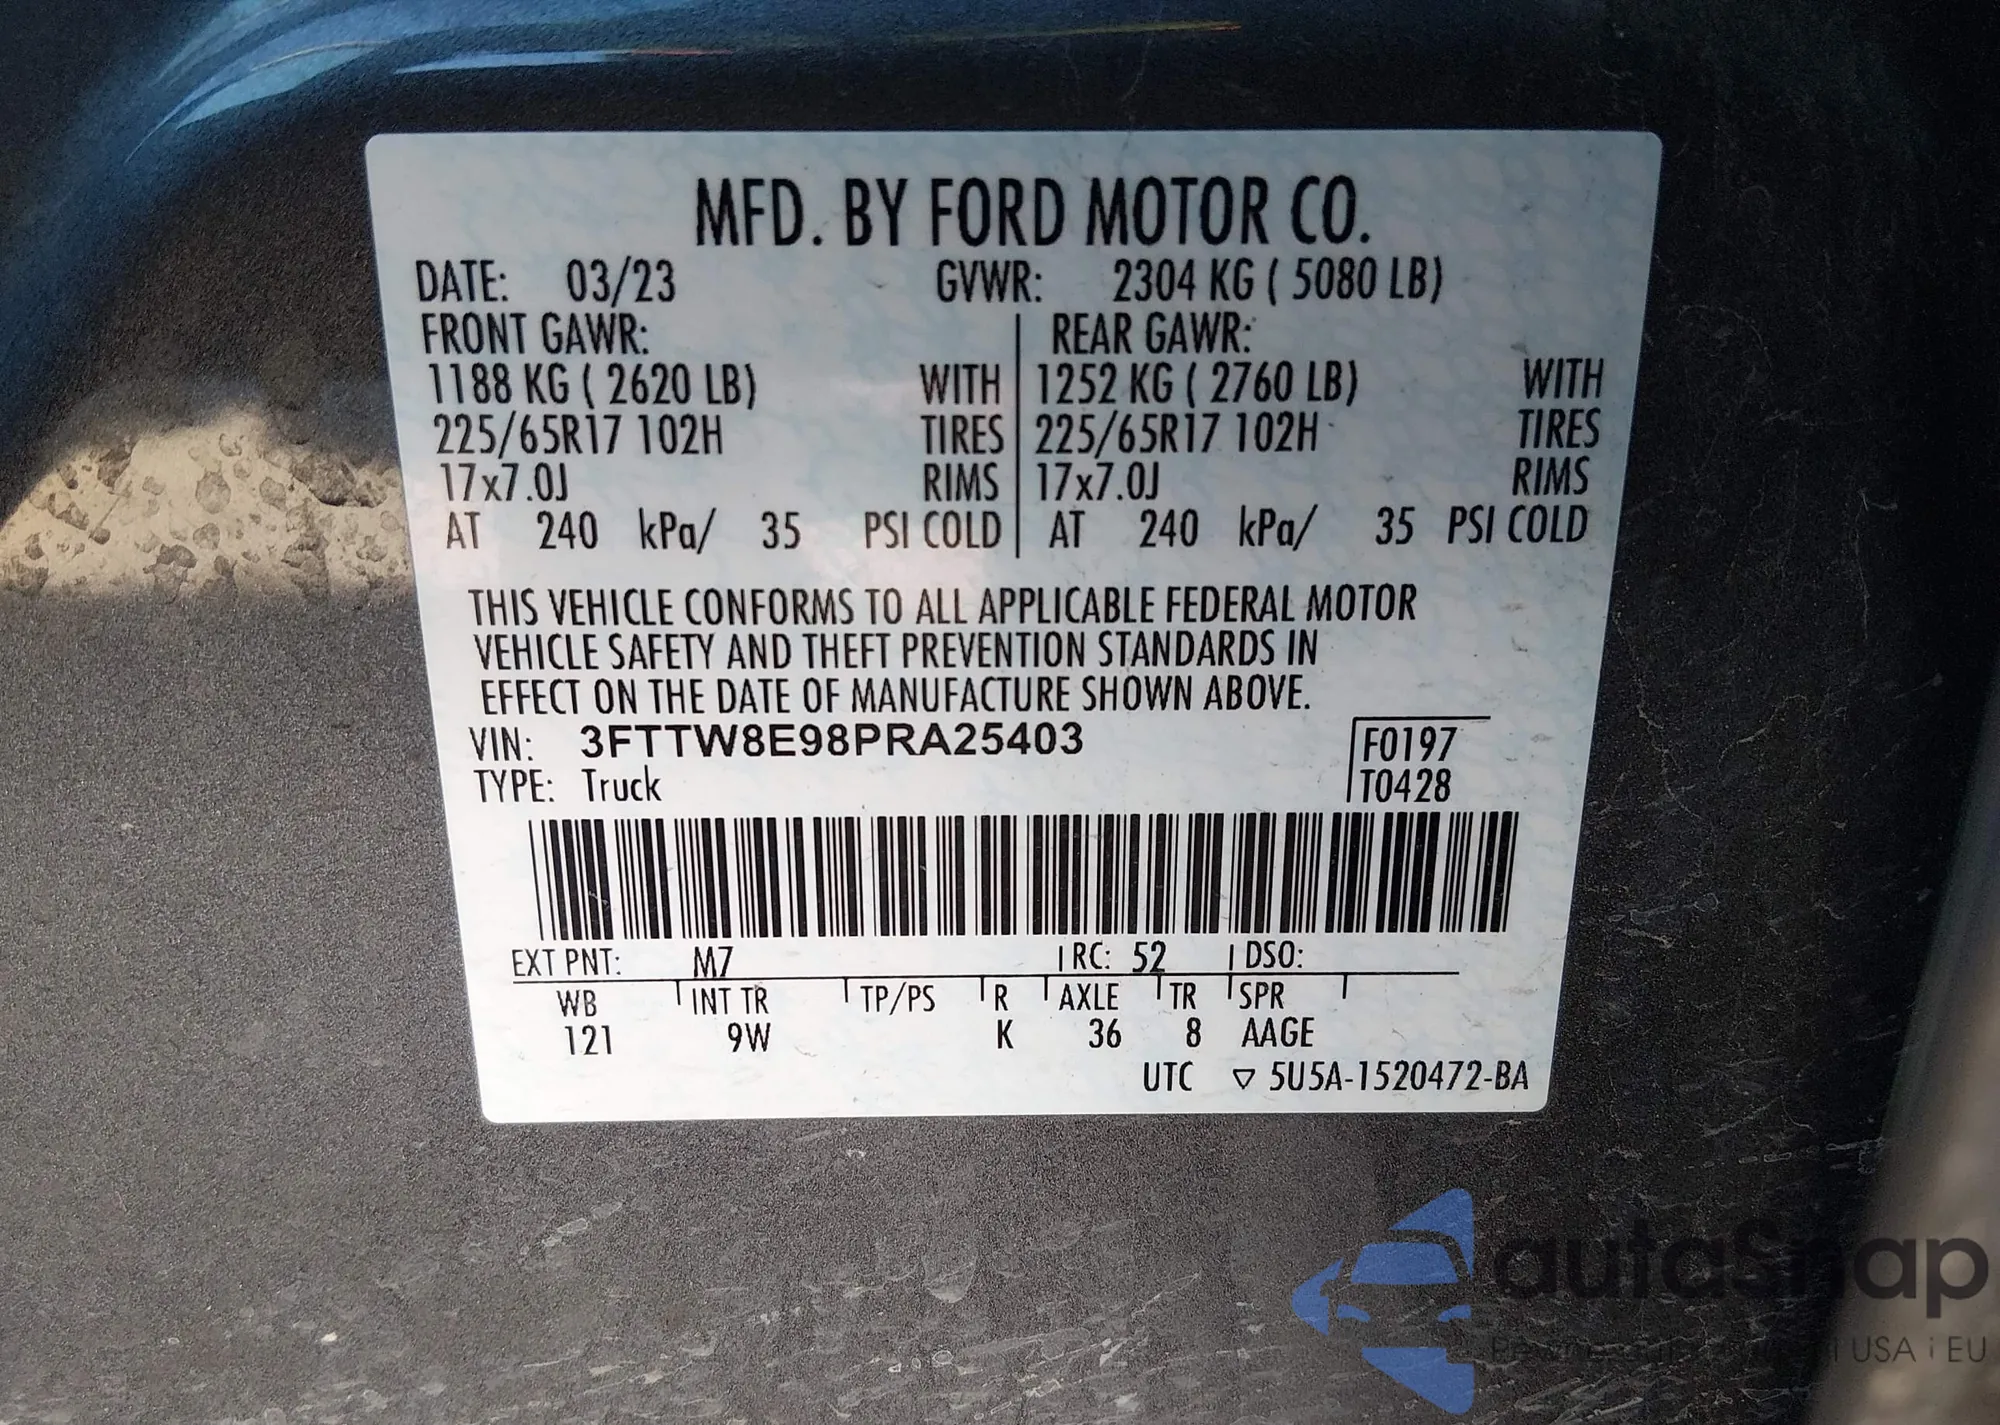 MFD. BY FORD MOTOR CO.
DATE: 03/23 GVWR: 2304 KG ( 5080 LB)
FRONT GAWR: REAR GAWR:
1188 KG ( 2620 LB) WITH 1252 KG ( 2760 LB) WITH
225/65R17 102H TIRES 225/65R17 102H TIRES
17x7.0J RIMS 17x7.0J RIMS
AT 240 kPa/ 35 PSI COLD AT 240 kPa/ 35 PSI COLD
THIS VEHICLE CONFORMS TO ALL APPLICABLE FEDERAL MOTOR
VEHICLE SAFETY AND THEFT PREVENTION STANDARDS IN
EFFECT ON THE DATE OF MANUFACTURE SHOWN ABOVE.
VIN: 3FTTW8E98PRA25403 F0197
TYPE: Truck T0428
EXT PNT: M7 RC: 52 DSO:
WB INT TR TP/PS R AXLE TR SPR
121 9W K 36 8 AAGE
UTC ▽ 5U5A-1520472-BA
autaSnap
i USA i EU